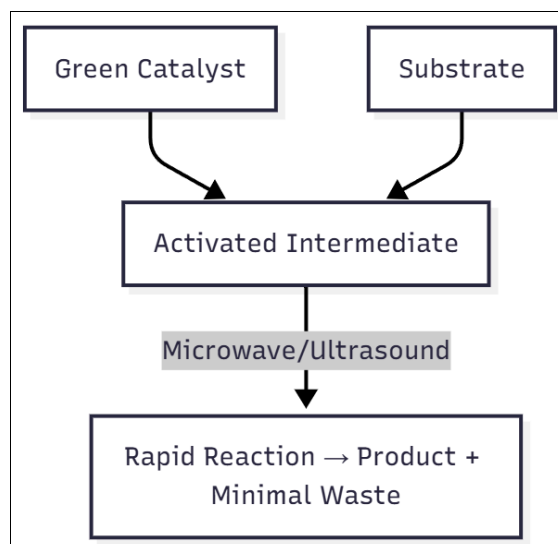 Green Catalyst
Substrate
Activated Intermediate
Microwave/Ultrasound
Rapid Reaction → Product +
Minimal Waste